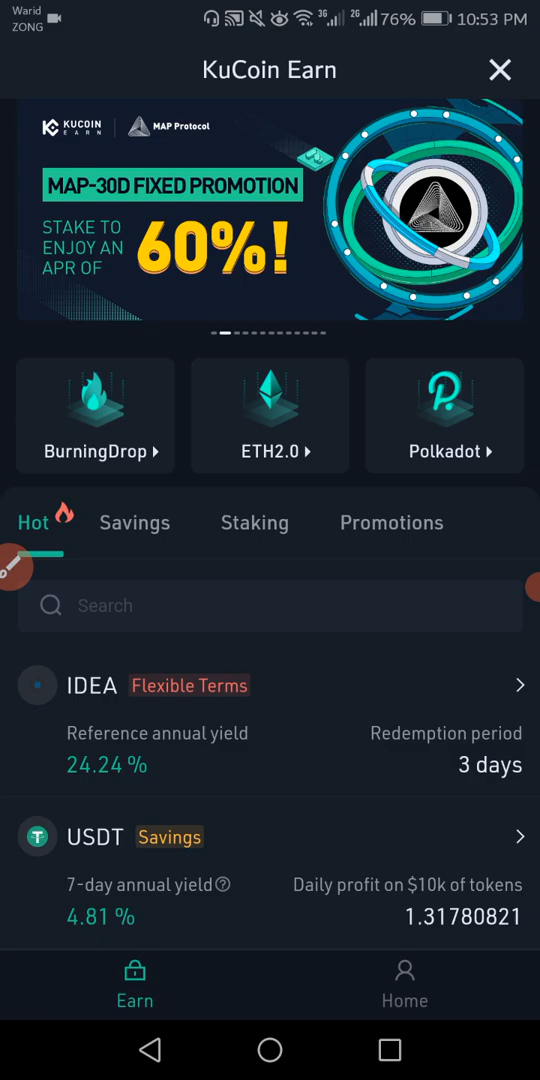 Warid
ZONG
3G
2G
76%
10:53 PM
KuCoin Earn
KUCOIN
EARN
MAP Protocol
MAP-30D FIXED PROMOTION
STAKE TO
ENJOY AN
APR OF
60%!
BurningDrop
ETH2.0
Polkadot
Hot
Savings
Staking
Promotions
Search
IDEA Flexible Terms
Reference annual yield
Redemption period
24.24 %
3 days
USDT Savings
7-day annual yield
Daily profit on $10k of tokens
4.81 %
1.31780821
Earn
Home